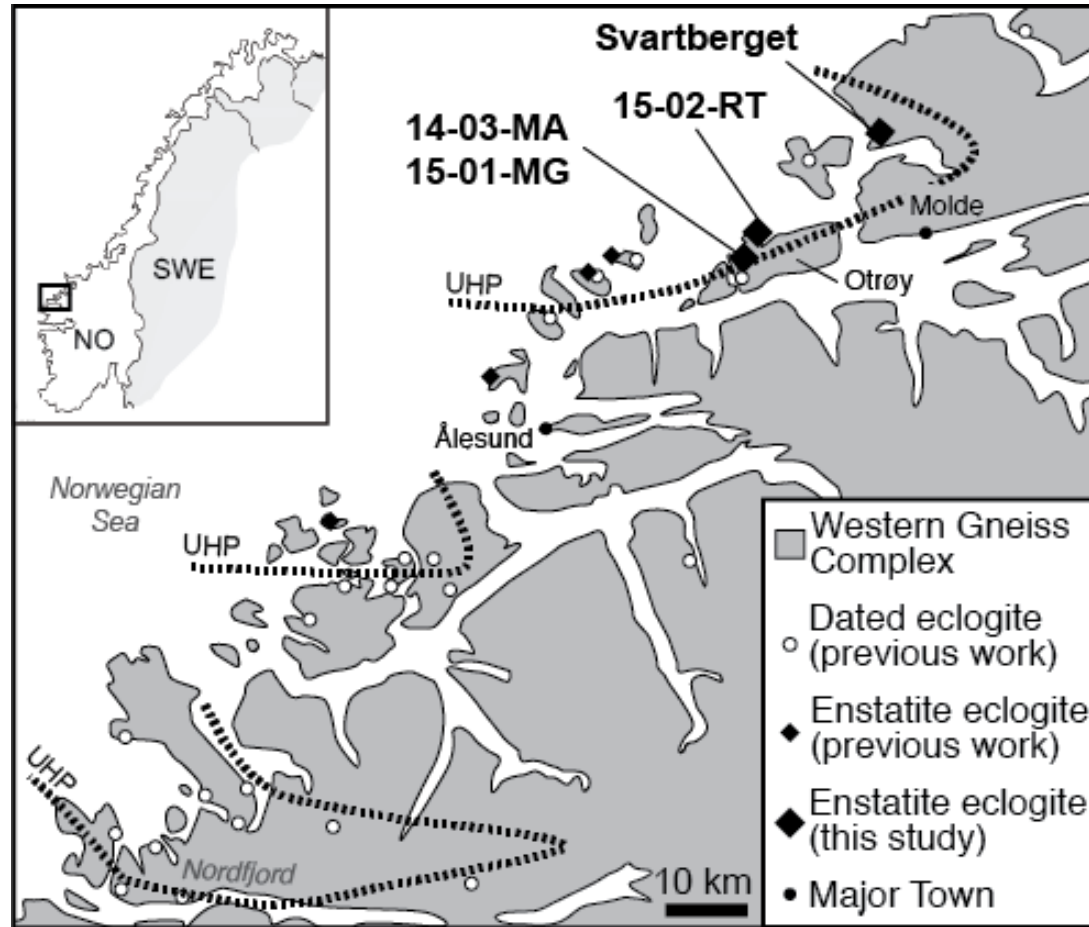 Svartberget
15-02-RT
14-03-MA
15-01-MG
SWE
NO
Molde
Otrøy
UHP
Ålesund
Norwegian
Sea
UHP
UHP
Nordfjord
10 km
Western Gneiss
Complex
Dated eclogite
(previous work)
Enstatite eclogite
(previous work)
Enstatite eclogite
(this study)
Major Town